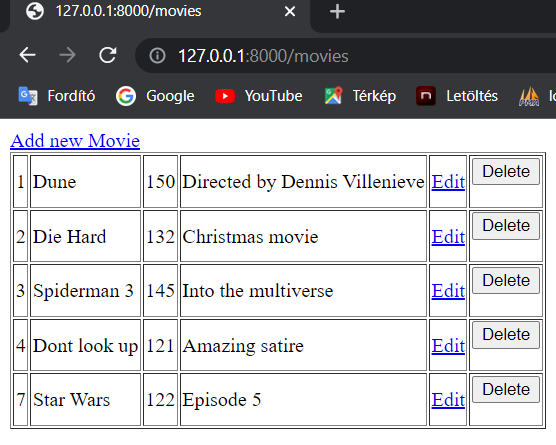 127.0.0.1:8000/movies
127.0.0.1:8000/movies
Fordító Google YouTube Térkép n Letöltés PMA
Add new Movie
1 Dune 150 Directed by Dennis Villenieve Edit Delete
2 Die Hard 132 Christmas movie Edit Delete
3 Spiderman 3 145 Into the multiverse Edit Delete
4 Dont look up 121 Amazing satire Edit Delete
7 Star Wars 122 Episode 5 Edit Delete